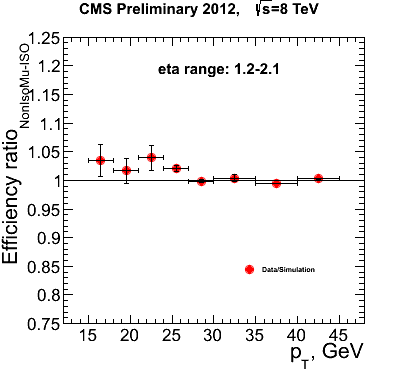 CMS Preliminary 2012, √s=8 TeV
eta range: 1.2-2.1
Efficiency ratio NonIsoMu-ISO
1.25
1.2
1.15
1.1
1.05
1
0.95
0.9
0.85
0.8
0.75
Data/Simulation
15 20 25 30 35 40 45
pT, GeV